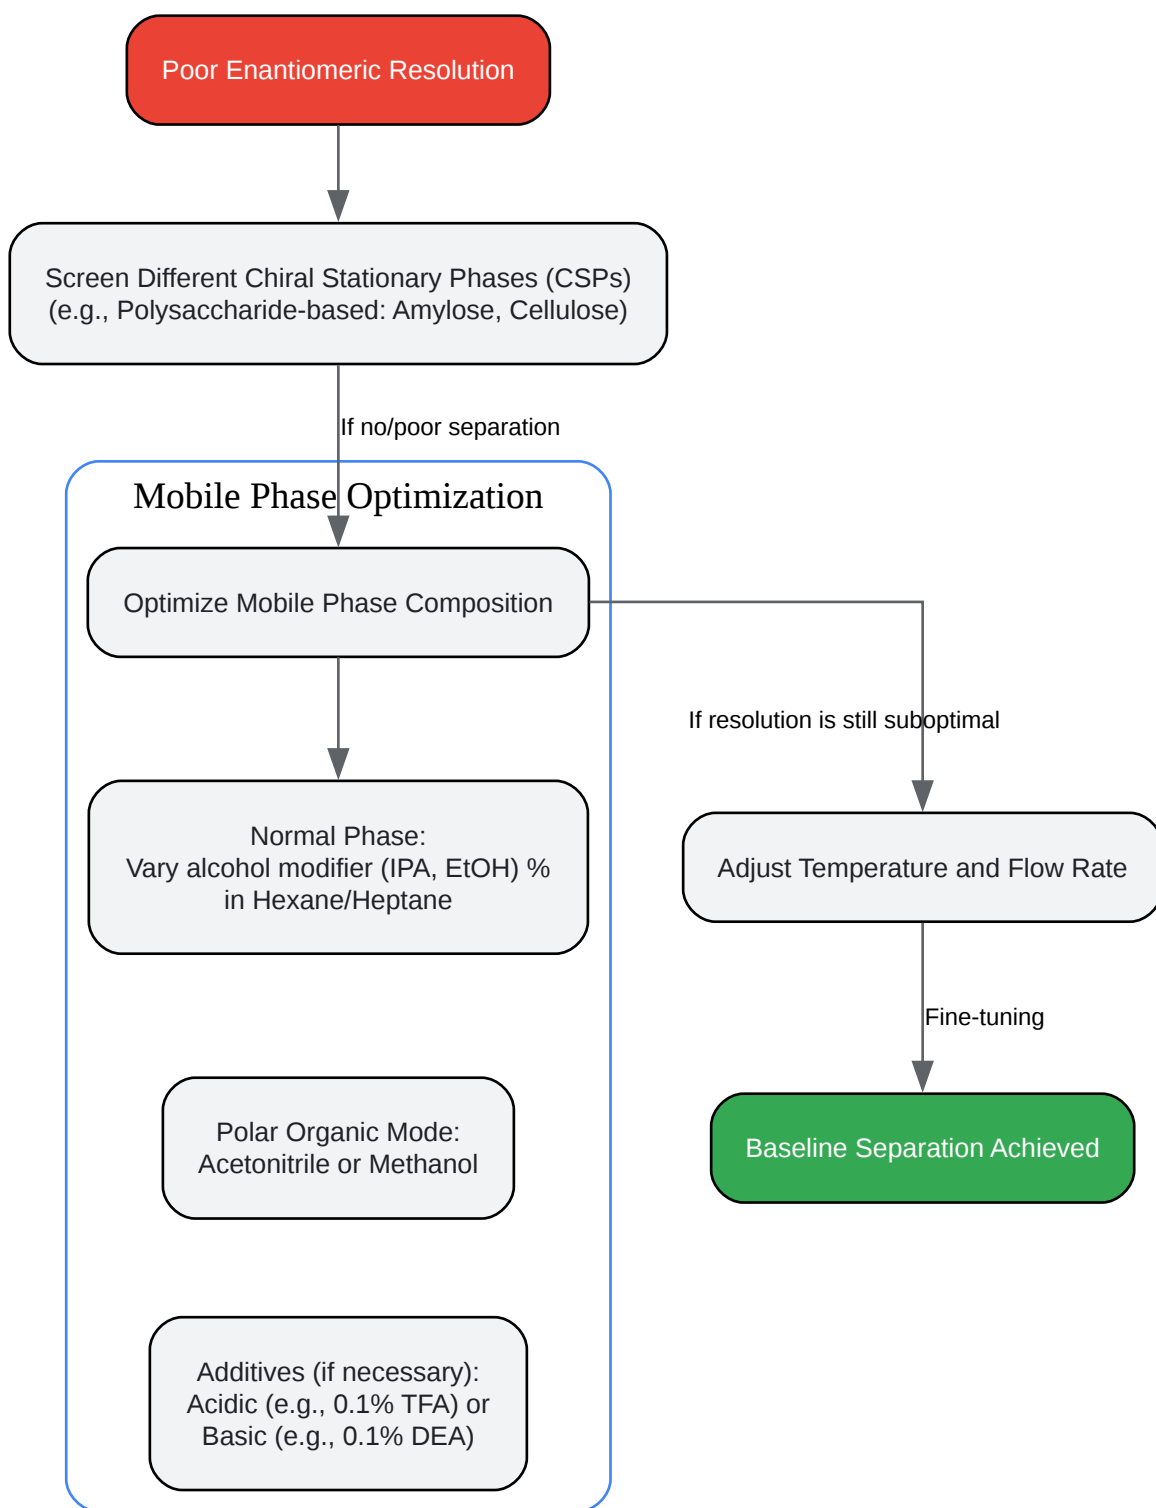 Poor Enantiomeric Resolution
Screen Different Chiral Stationary Phases (CSPs)
(e.g., Polysaccharide-based: Amylose, Cellulose)
If no/poor separation
Mobile Phase Optimization
Optimize Mobile Phase Composition
If resolution is still suboptimal
Normal Phase:
Vary alcohol modifier (IPA, EtOH) %
in Hexane/Heptane
Adjust Temperature and Flow Rate
Fine-tuning
Polar Organic Mode:
Acetonitrile or Methanol
Baseline Separation Achieved
Additives (if necessary):
Acidic (e.g., 0.1% TFA) or
Basic (e.g., 0.1% DEA)